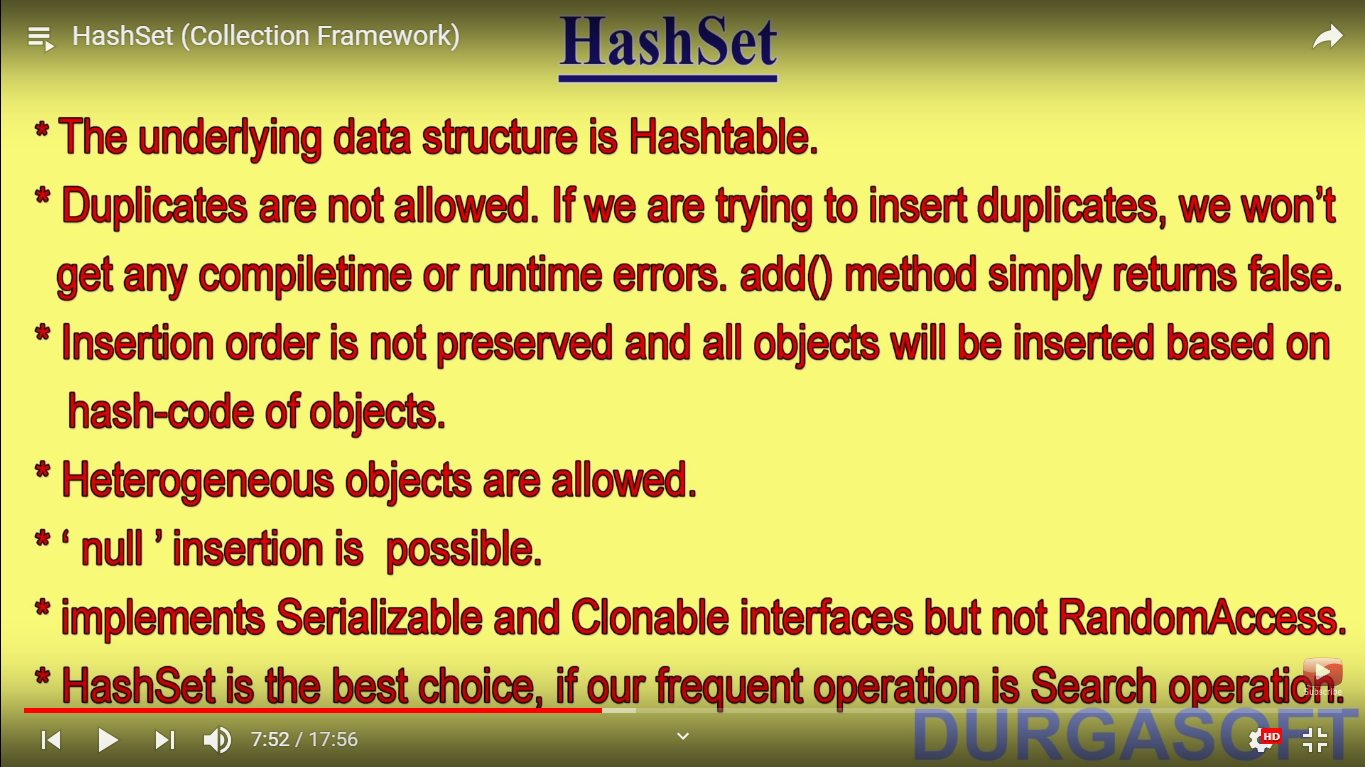 HashSet (Collection Framework)
HashSet
* The underlying data structure is Hashtable.
* Duplicates are not allowed. If we are trying to insert duplicates, we won’t
get any compiletime or runtime errors. add() method simply returns false.
* Insertion order is not preserved and all objects will be inserted based on
hash-code of objects.
* Heterogeneous objects are allowed.
* ‘ null ’ insertion is possible.
* implements Serializable and Clonable interfaces but not RandomAccess.
* HashSet is the best choice, if our frequent operation is Search operation.
Subscribe
DURGASOFT
7:52 / 17:56
HD